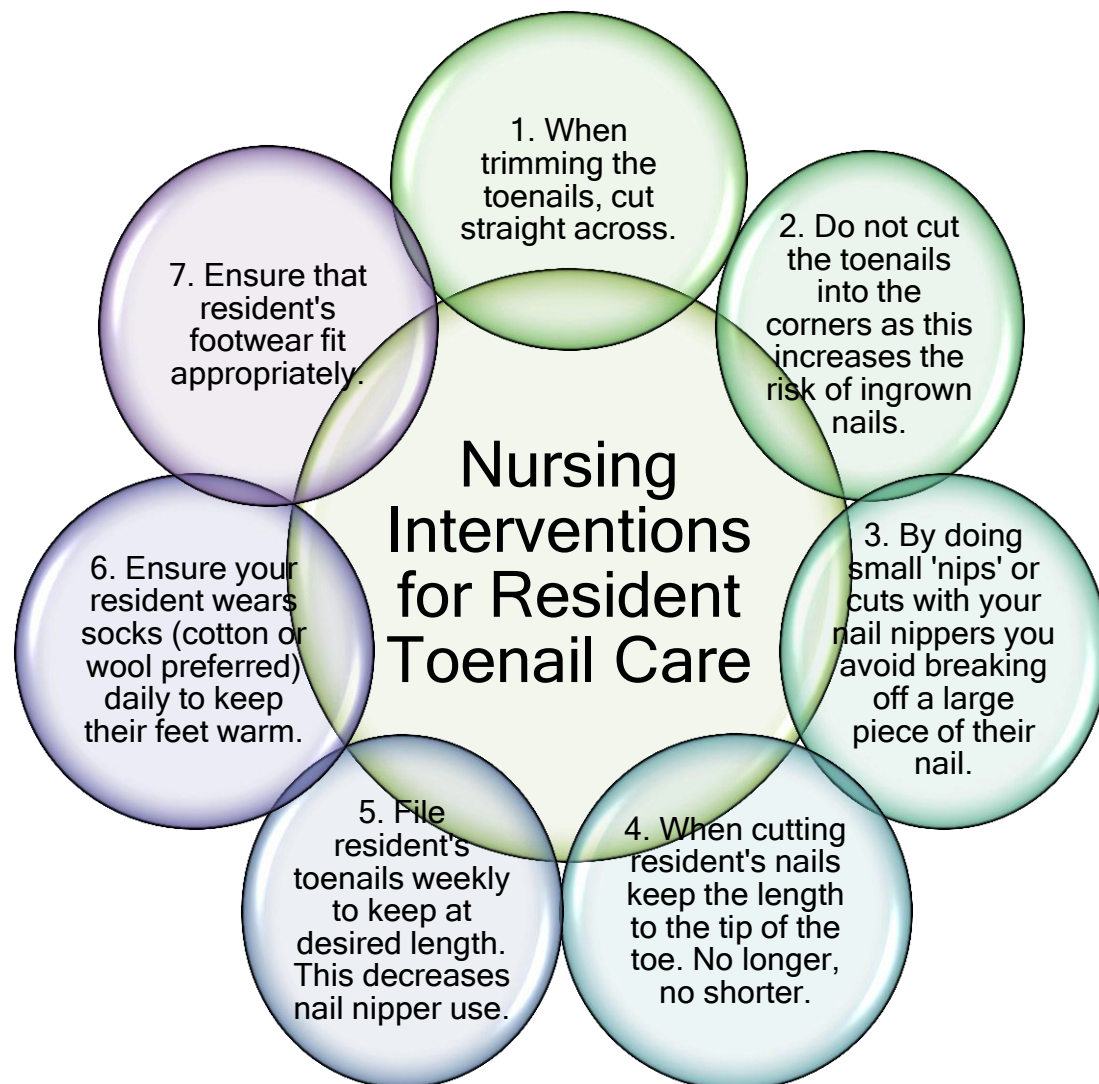 1. When
trimming the
toenails, cut
straight across.
2. Do not cut
the toenails
into the
corners as this
increases the
risk of ingrown
nails.
3. By doing
small 'nips' or
cuts with your
nail nippers you
avoid breaking
off a large
piece of their
nail.
4. When cutting
resident's nails
keep the length
to the tip of the
toe. No longer,
no shorter.
5. File
resident's
toenails weekly
to keep at
desired length.
This decreases
nail nipper use.
6. Ensure your
resident wears
socks (cotton or
wool preferred)
daily to keep
their feet warm.
7. Ensure that
resident's
footwear fit
appropriately.
Nursing
Interventions
for Resident
Toenail Care